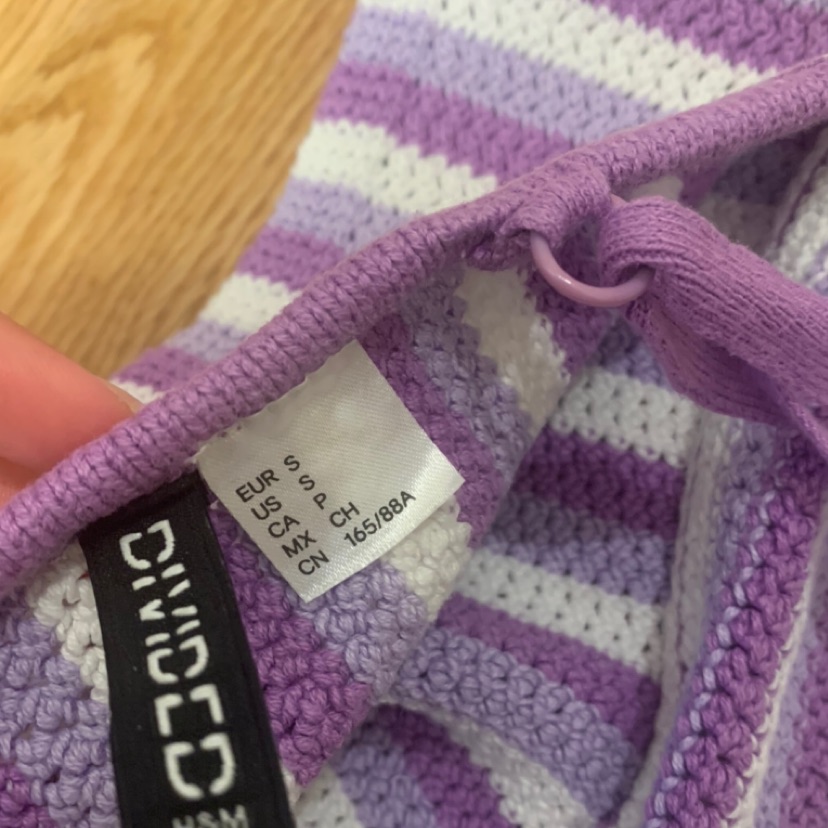 EUR S
US S
CA P
MX CH
CN 165/88A
DIVIDED
H&M